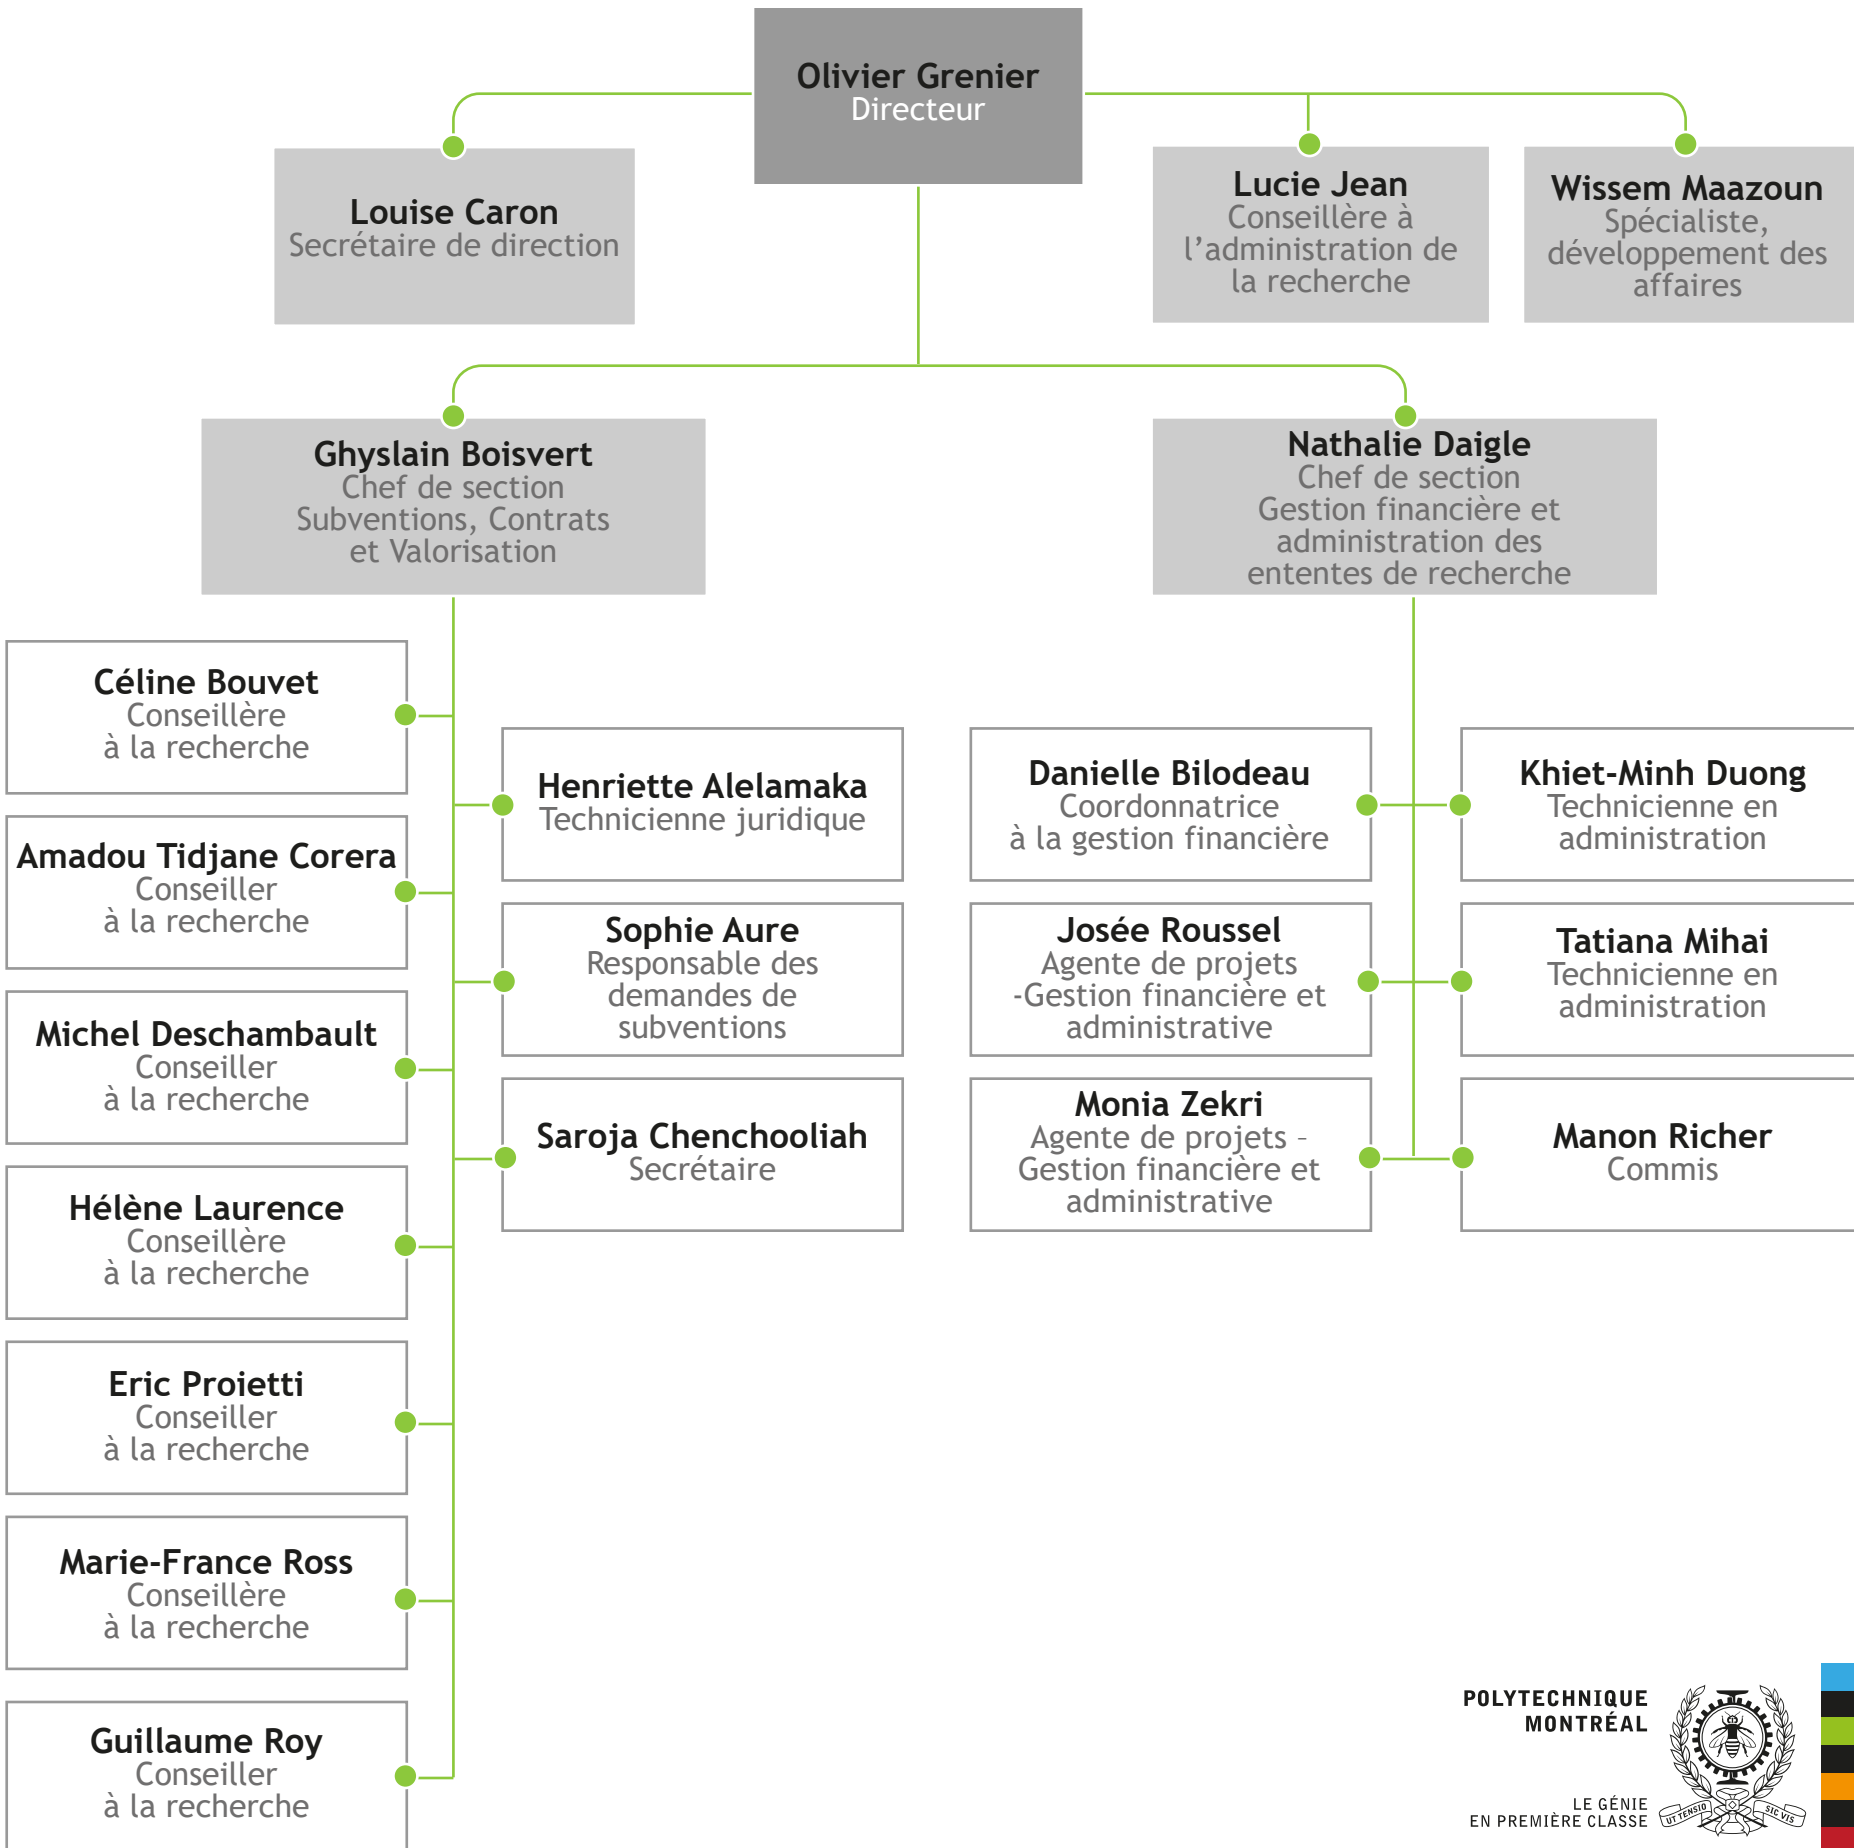 Olivier Grenier
Directeur
Louise Caron
Secrétaire de direction
Lucie Jean
Conseillère à
l’administration de
la recherche
Wissem Maazoun
Spécialiste,
développement des
affaires
Ghyslain Boisvert
Chef de section
Subventions, Contrats
et Valorisation
Nathalie Daigle
Chef de section
Gestion financière et
administration des
ententes de recherche
Céline Bouvet
Conseillère
à la recherche
Amadou Tidjane Corera
Conseiller
à la recherche
Michel Deschambault
Conseiller
à la recherche
Hélène Laurence
Conseillère
à la recherche
Eric Proietti
Conseiller
à la recherche
Marie-France Ross
Conseillère
à la recherche
Guillaume Roy
Conseiller
à la recherche
Henriette Alelamaka
Technicienne juridique
Sophie Aure
Responsable des
demandes de
subventions
Saroja Chenchooliah
Secrétaire
Danielle Bilodeau
Coordonnatrice
à la gestion financière
Josée Roussel
Agente de projets
-Gestion financière et
administrative
Monia Zekri
Agente de projets –
Gestion financière et
administrative
Khiet-Minh Duong
Technicienne en
administration
Tatiana Mihai
Technicienne en
administration
Manon Richer
Commis
POLYTECHNIQUE
MONTRÉAL
LE GÉNIE
EN PREMIÈRE CLASSE
UT TENSIO SIC VIS